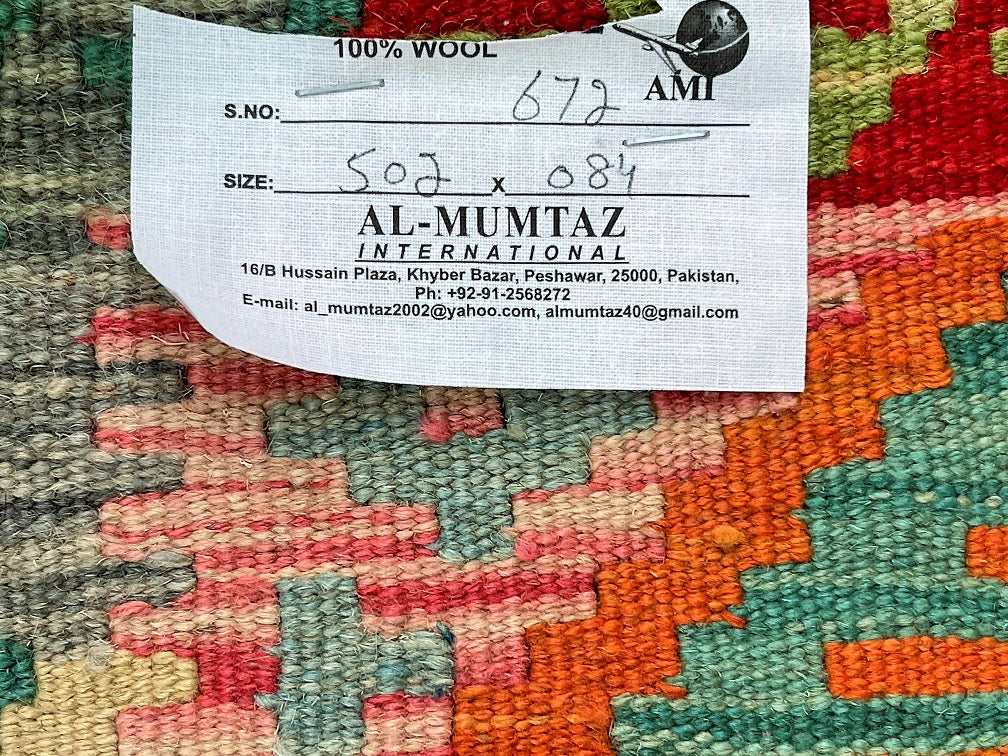 100% WOOL
AMI
S.NO: 672
SIZE: 502 x 084
AL-MUMTAZ
INTERNATIONAL
16/B Hussain Plaza, Khyber Bazar, Peshawar, 25000, Pakistan,
Ph: +92-91-2568272
E-mail: al_mumtaz2002@yahoo.com, almumtaz40@gmail.com